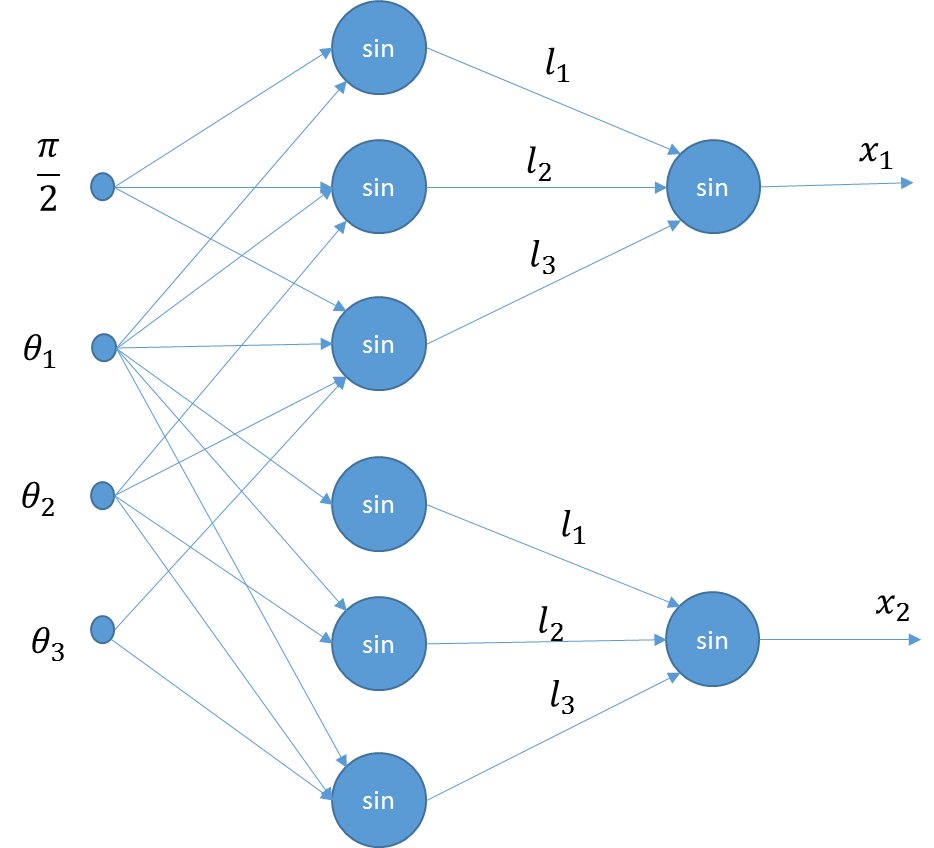 sin
l₁
π/2
sin
l₂
sin
x₁
l₃
θ₁
sin
θ₂
sin
l₁
θ₃
sin
l₂
sin
x₂
l₃
sin